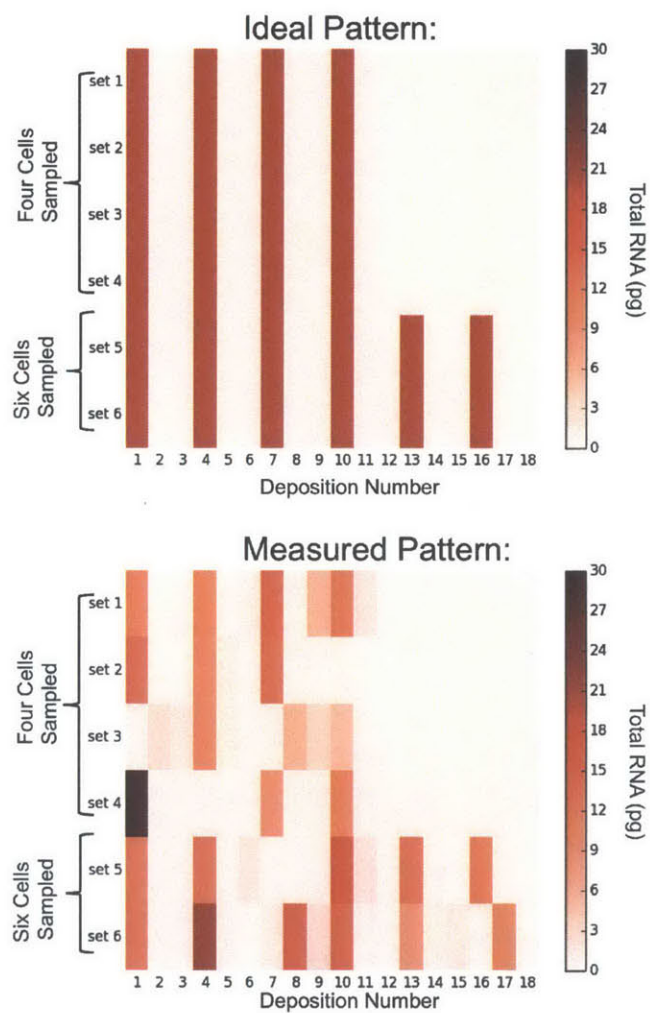 Ideal Pattern:
Four Cells
Sampled
Six Cells
Sampled
set 1
set 2
set 3
set 4
set 5
set 6
1 2 3 4 5 6 7 8 9 10 11 12 13 14 15 16 17 18
Deposition Number
30
27
24
21
18
15
12
9
6
3
0
Total RNA (pg)
Measured Pattern:
Four Cells
Sampled
Six Cells
Sampled
set 1
set 2
set 3
set 4
set 5
set 6
1 2 3 4 5 6 7 8 9 10 11 12 13 14 15 16 17 18
Deposition Number
30
27
24
21
18
15
12
9
6
3
0
Total RNA (pg)